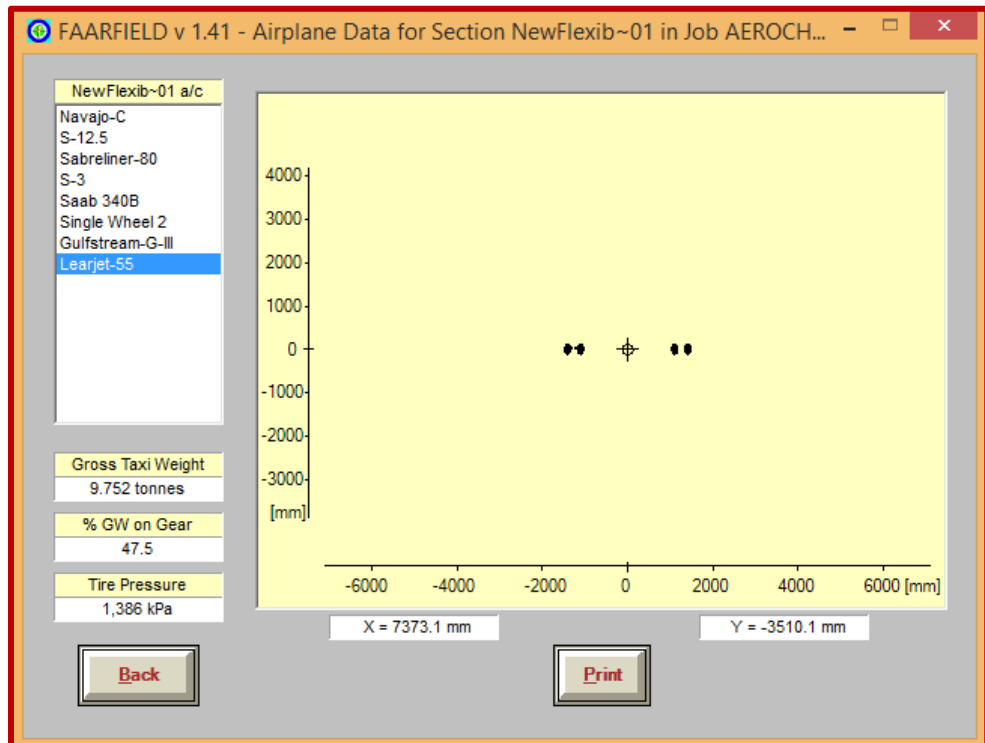 FAARFIELD v 1.41 - Airplane Data for Section NewFlexib~01 in Job AEROCH...
NewFlexib~01 a/c
Navajo-C
S-12.5
Sabreliner-80
S-3
Saab 340B
Single Wheel 2
Gulfstream-G-III
Learjet-55
Gross Taxi Weight
9.752 tonnes
% GW on Gear
47.5
Tire Pressure
1,386 kPa
4000
3000
2000
1000
0
-1000
-2000
-3000
[mm]
-6000 -4000 -2000 0 2000 4000 6000 [mm]
X = 7373.1 mm
Y = -3510.1 mm
Back
Print